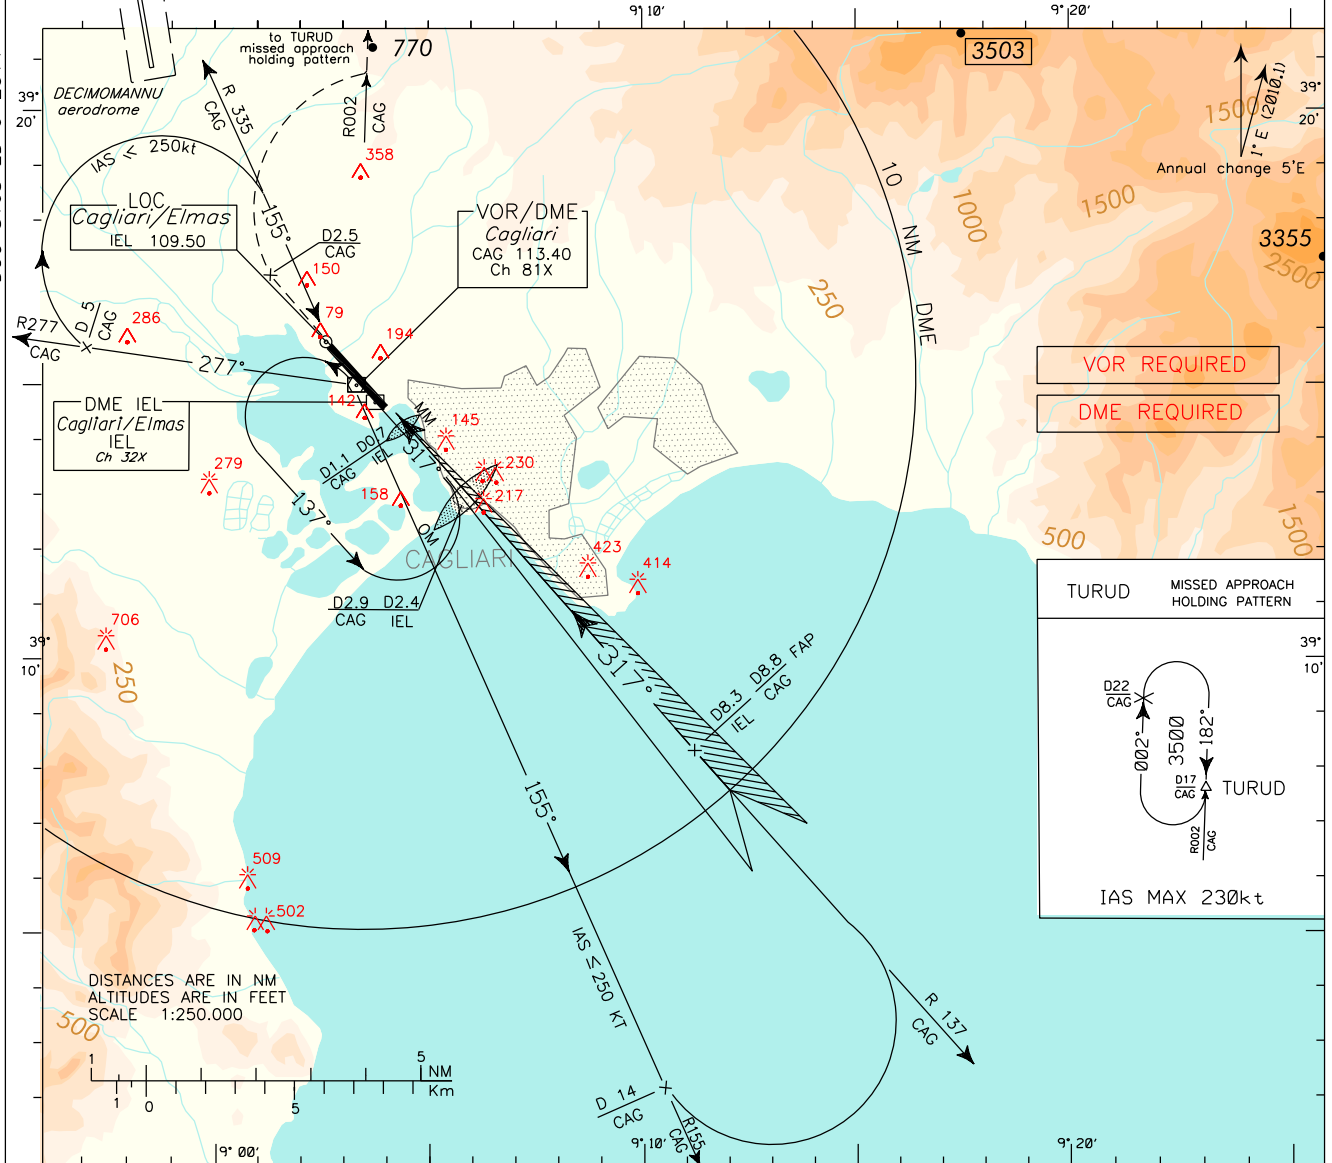 9° 10'
9° 20'
to TURUD
missed approach
holding pattern
770
3503
DECIMOMANNU
aerodrome
39°
20'
R 335
CAG
R002
CAG
1° E (2010.1)
Annual change 5'E
39°
20'
1500
IAS ≤ 250kt
358
10 NM DME
1000
1500
LOC
Cagliari/Elmas
IEL 109.50
155°
VOR/DME
Cagliari
CAG 113.40
Ch 81X
D2.5
CAG
3355
2500
150
250
D 5
CAG
286
79
194
R277
CAG
277°
VOR REQUIRED
DME REQUIRED
DME IEL
Cagliari/Elmas
IEL
Ch 32X
142
MM
145
D1.1 D0.7
CAG IEL
317°
279
230
158
217
137°
OM
CAGLIARI
423
414
500
1500
D2.9 D2.4
CAG IEL
TURUD
MISSED APPROACH
HOLDING PATTERN
706
39°
10'
250
317°
D8.3 D8.8 FAP
IEL CAG
39°
10'
D22
CAG
002°
3500
182°
D17
CAG
TURUD
R002
CAG
IAS MAX 230kt
155°
509
502
IAS ≤250 KT
DISTANCES ARE IN NM
ALTITUDES ARE IN FEET
SCALE 1:250.000
500
R 137
CAG
1 5
NM
Km
1 0 5
D 14
CAG
R155
CAG
9° 00'
9° 10'
9° 20'